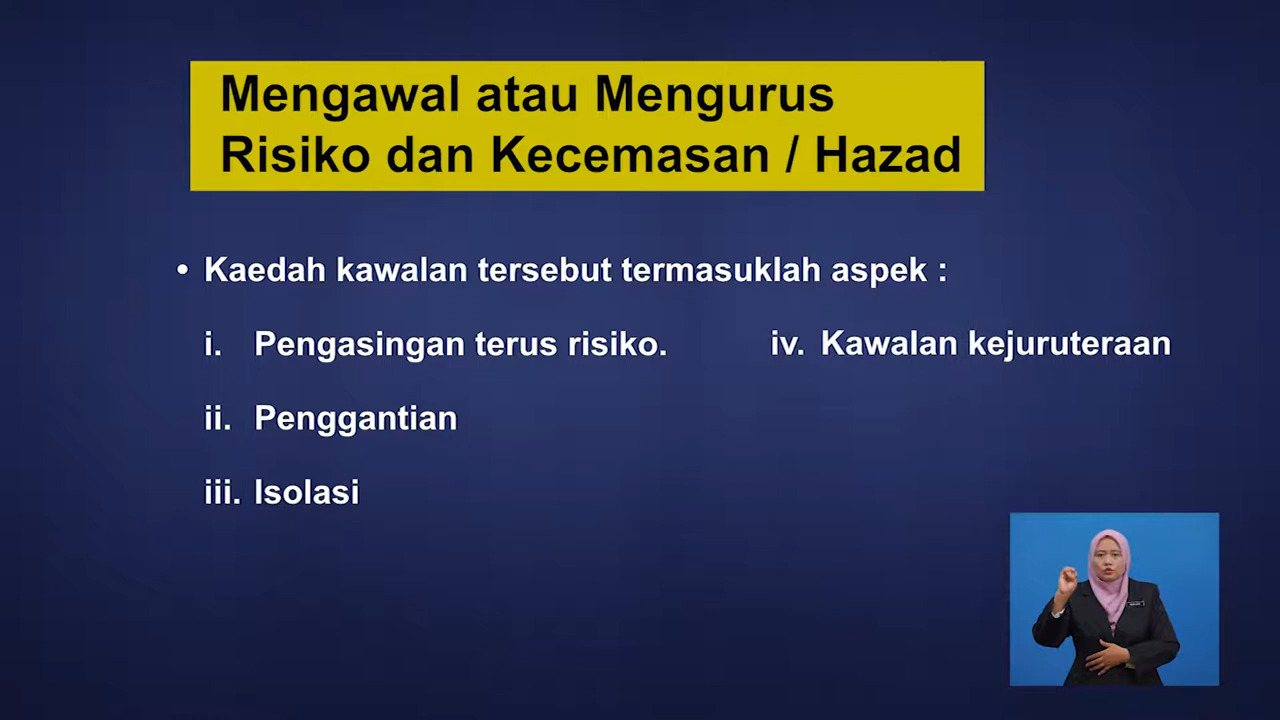 Mengawal atau Mengurus
Risiko dan Kecemasan / Hazad
• Kaedah kawalan tersebut termasuklah aspek :
i. Pengasingan terus risiko.
ii. Penggantian
iii. Isolasi
iv. Kawalan kejuruteraan